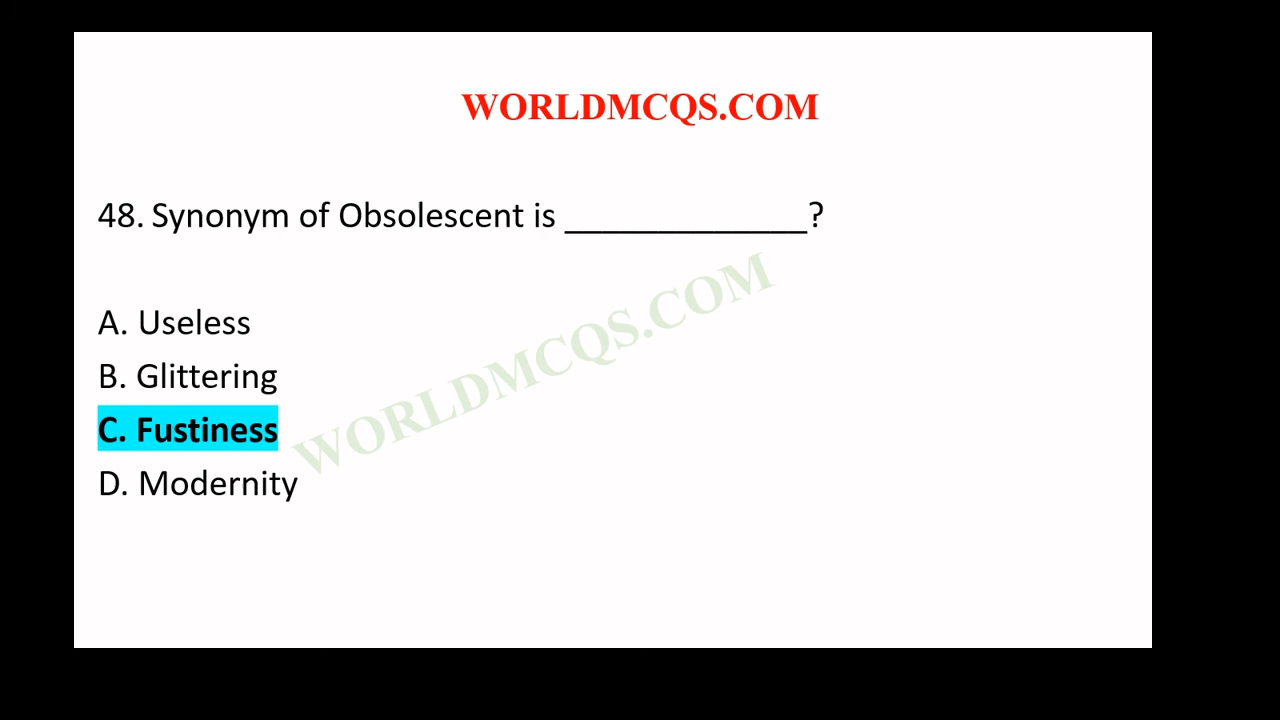 WORLDMCQS.COM
48. Synonym of Obsolescent is _____________?
WORLDMCQS.COM
A. Useless
B. Glittering
C. Fustiness
D. Modernity